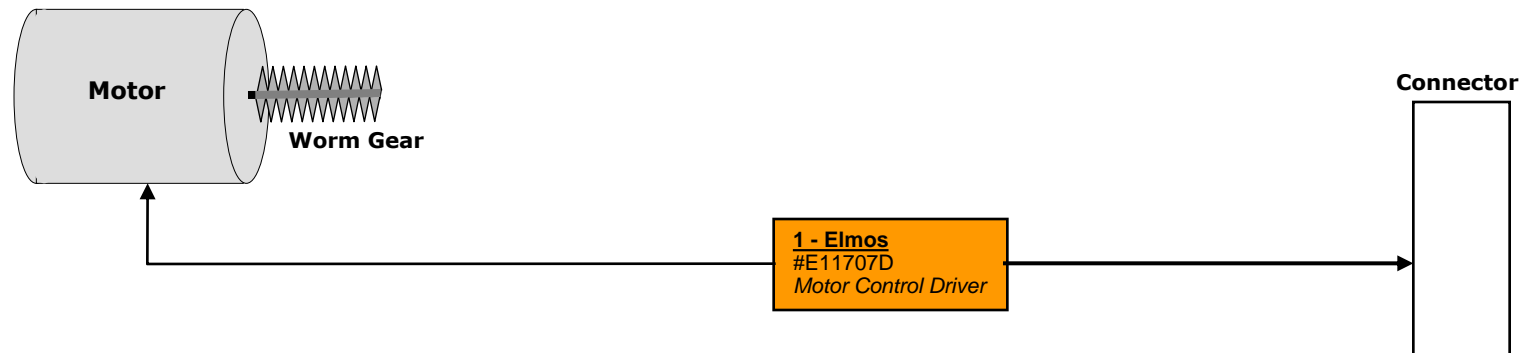 Motor
Worm Gear
Connector
1 - Elmos
#E11707D
Motor Control Driver